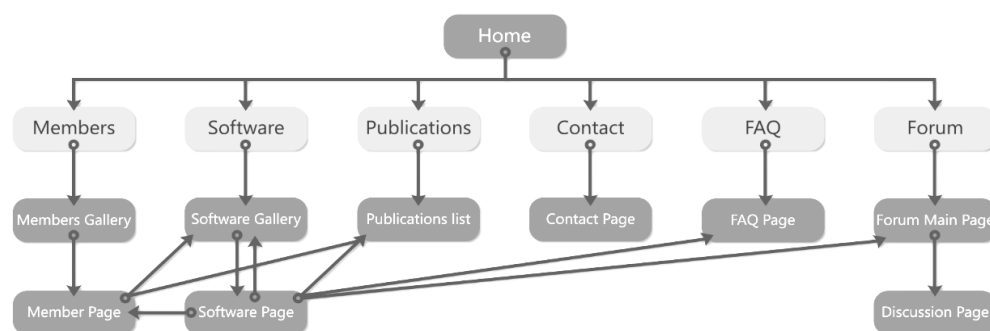 Home
Members
Software
Publications
Contact
FAQ
Forum
Members Gallery
Software Gallery
Publications list
Contact Page
FAQ Page
Forum Main Page
Member Page
Software Page
Discussion Page